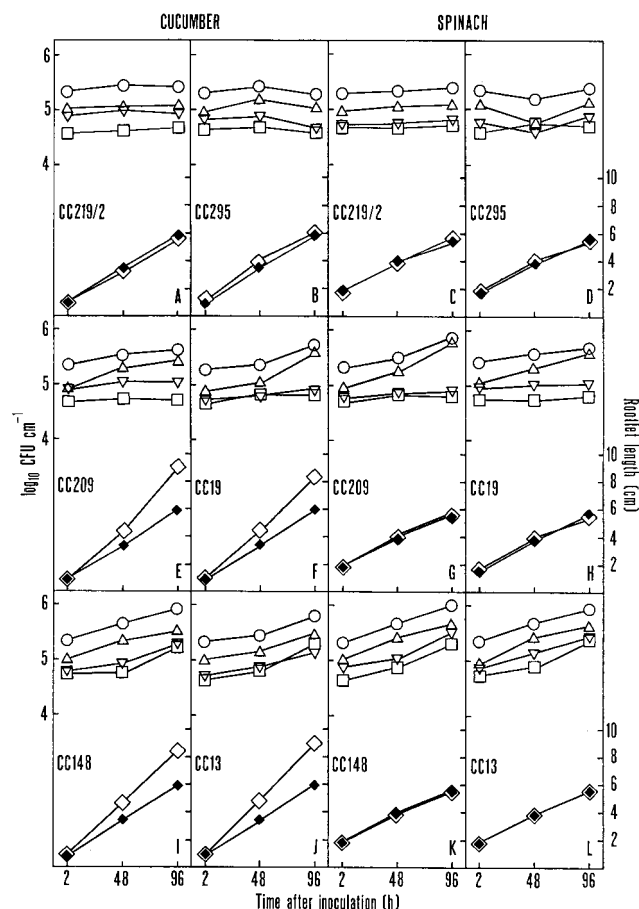 CUCUMBER SPINACH
6
5
4
10
8
6
4
2
CC219/2 CC295 CC219/2 CC295
A B C D
6
5
4
10
8
6
4
2
CC209 CC19 CC209 CC19
E F G H
log10 CFU cm-1
Rootlet length (cm)
6
5
4
10
8
6
4
2
CC148 CC13 CC148 CC13
I J K L
2 48 96 2 48 96 2 48 96 2 48 96
Time after inoculation (h)